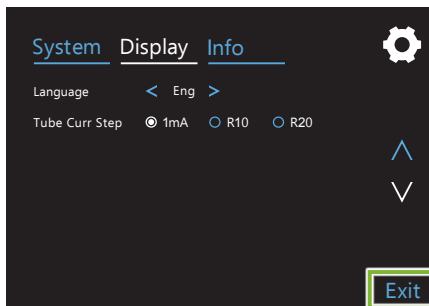 System Display Info
Language < Eng >
Tube Curr Step 1mA R10 R20
Exit